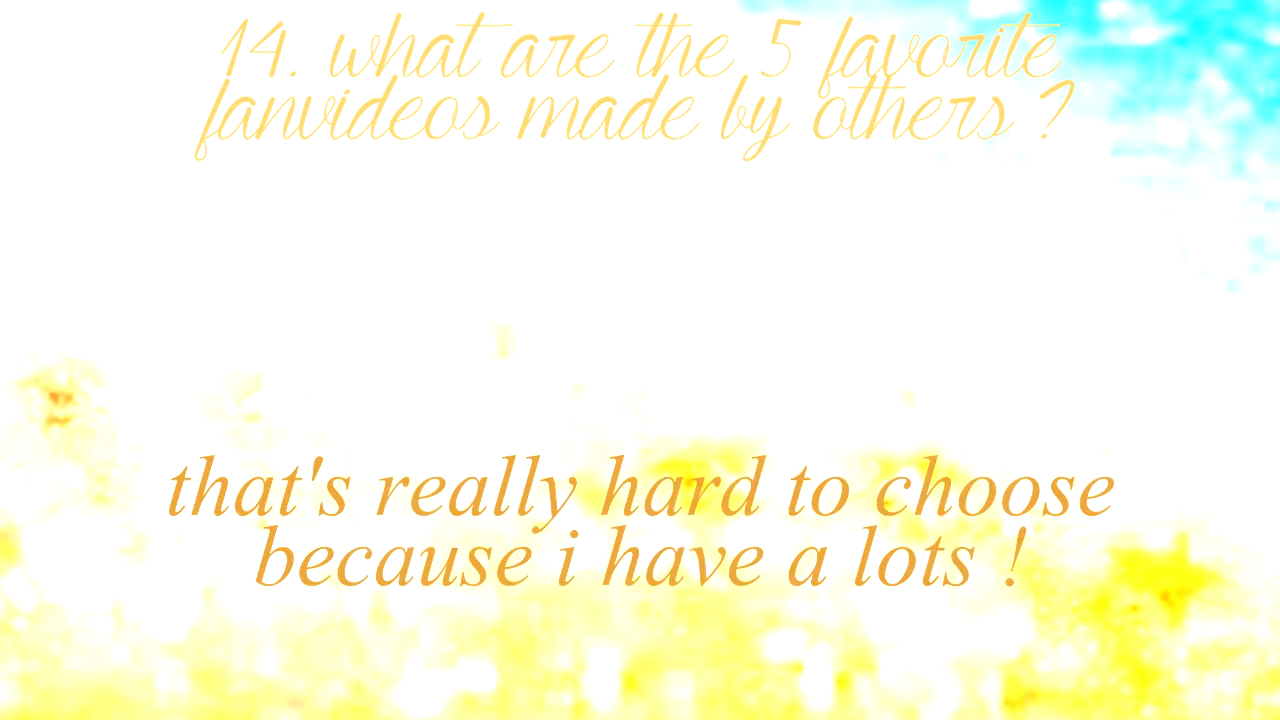 14. what are the 5 favorite
fanvideos made by others ?
that's really hard to choose
because i have a lots !